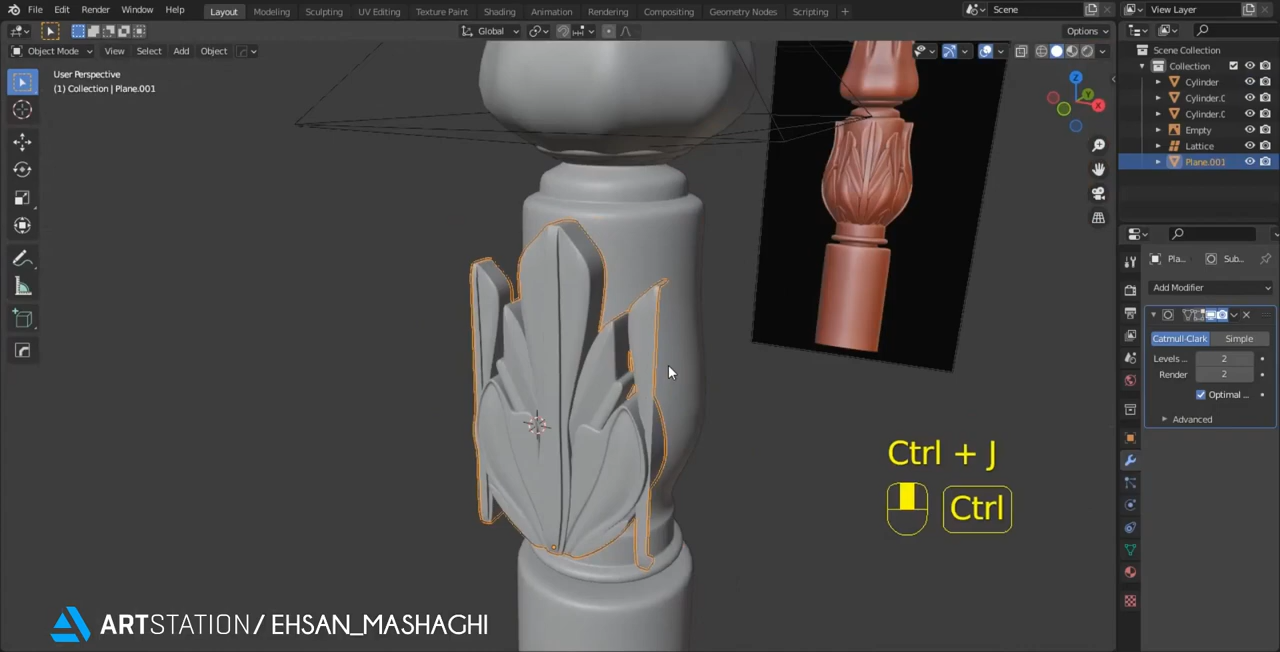 File Edit Render Window Help Layout Modeling Sculpting UV Editing Texture Paint Shading Animation Rendering Compositing Geometry Nodes Scripting + Scene View Layer
Global Options
Object Mode View Select Add Object
User Perspective
(1) Collection | Plane.001
Scene Collection
Collection
Cylinder
Cylinder.C
Cylinder.C
Empty
Lattice
Plane.001
Z
Y
X
Pla... Sub...
Add Modifier
Catmull-Clark Simple
Levels ... 2
Render 2
Optimal ...
Advanced
Ctrl + J
Ctrl
ARTSTATION / EHSAN_MASHAGHI